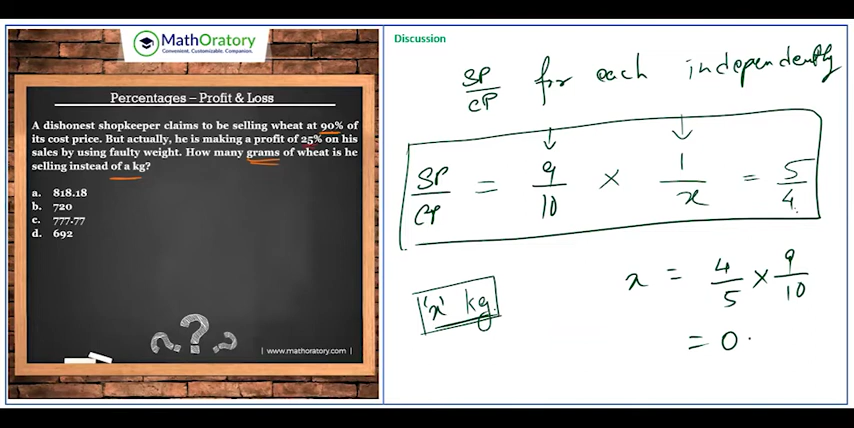 MathOratory
Convenient. Customizable. Companion.
Percentages – Profit & Loss
A dishonest shopkeeper claims to be selling wheat at 90% of
its cost price. But actually, he is making a profit of 25% on his
sales by using faulty weight. How many grams of wheat is he
selling instead of a kg?
a. 818.18
b. 720
c. 777.77
d. 692
???
| www.mathoratory.com
Discussion
SP/CP for each independently
SP/CP = 9/10 × 1/x = 5/4
'x' kg.
x = 4/5 × 9/10
= 0.